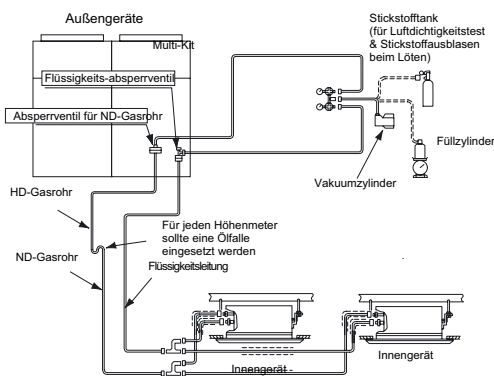 Außengeräte
Multi-Kit
Flüssigkeits-absperrventil
Absperrventil für ND-Gasrohr
HD-Gasrohr
ND-Gasrohr
Für jeden Höhenmeter
sollte eine Ölfalle
eingesetzt werden
Flüssigkeitsleitung
Stickstofftank
(für Luftdichtigkeitstest
& Stickstoffausblasen
beim Löten)
Füllzylinder
Vakuumzylinder
Innengerät
Innengerät